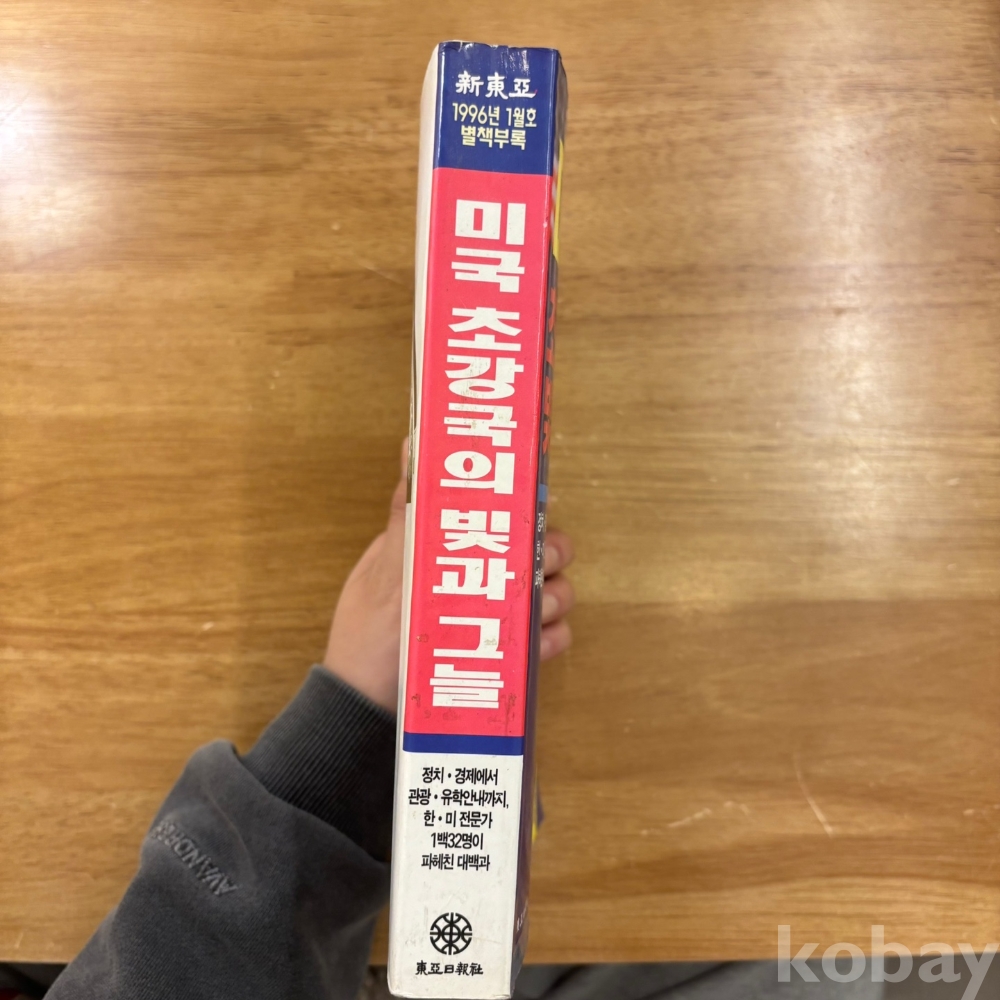 新東亞
1996년 1월호
별책부록
미국 초강국의 빛과 그늘
정치·경제에서
관광·유학안내까지,
한·미 전문가
1백32명이
파헤친 대백과
東亞日報社
AVANDRE
kobay